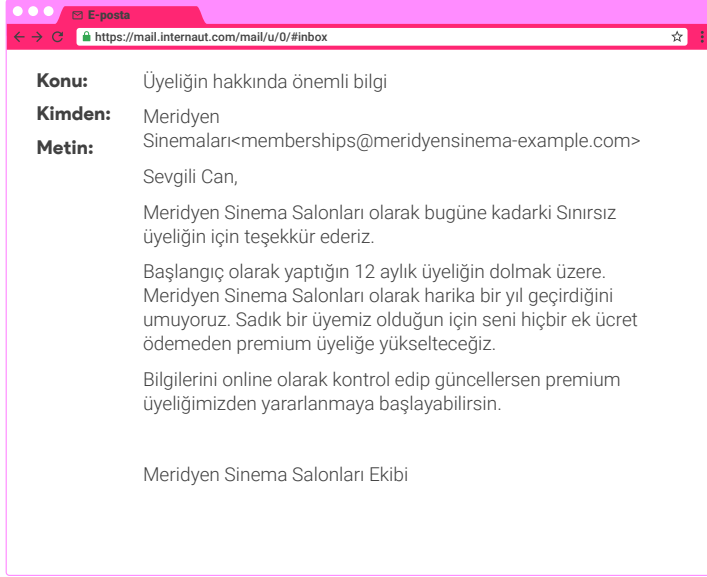 E-posta
https://mail.internaut.com/mail/u/0/#inbox
Konu: Üyeliğin hakkında önemli bilgi
Kimden: Meridyen
Sinemaları<memberships@meridyensinema-example.com>
Metin:
Sevgili Can,
Meridyen Sinema Salonları olarak bugüne kadarki Sınırsız
üyeliğin için teşekkür ederiz.
Başlangıç olarak yaptığın 12 aylık üyeliğin dolmak üzere.
Meridyen Sinema Salonları olarak harika bir yıl geçirdiğini
umuyoruz. Sadık bir üyemiz olduğun için seni hiçbir ek ücret
ödemeden premium üyeliğe yükselteceğiz.
Bilgilerini online olarak kontrol edip güncellersen premium
üyeliğimizden yararlanmaya başlayabilirsin.
Meridyen Sinema Salonları Ekibi